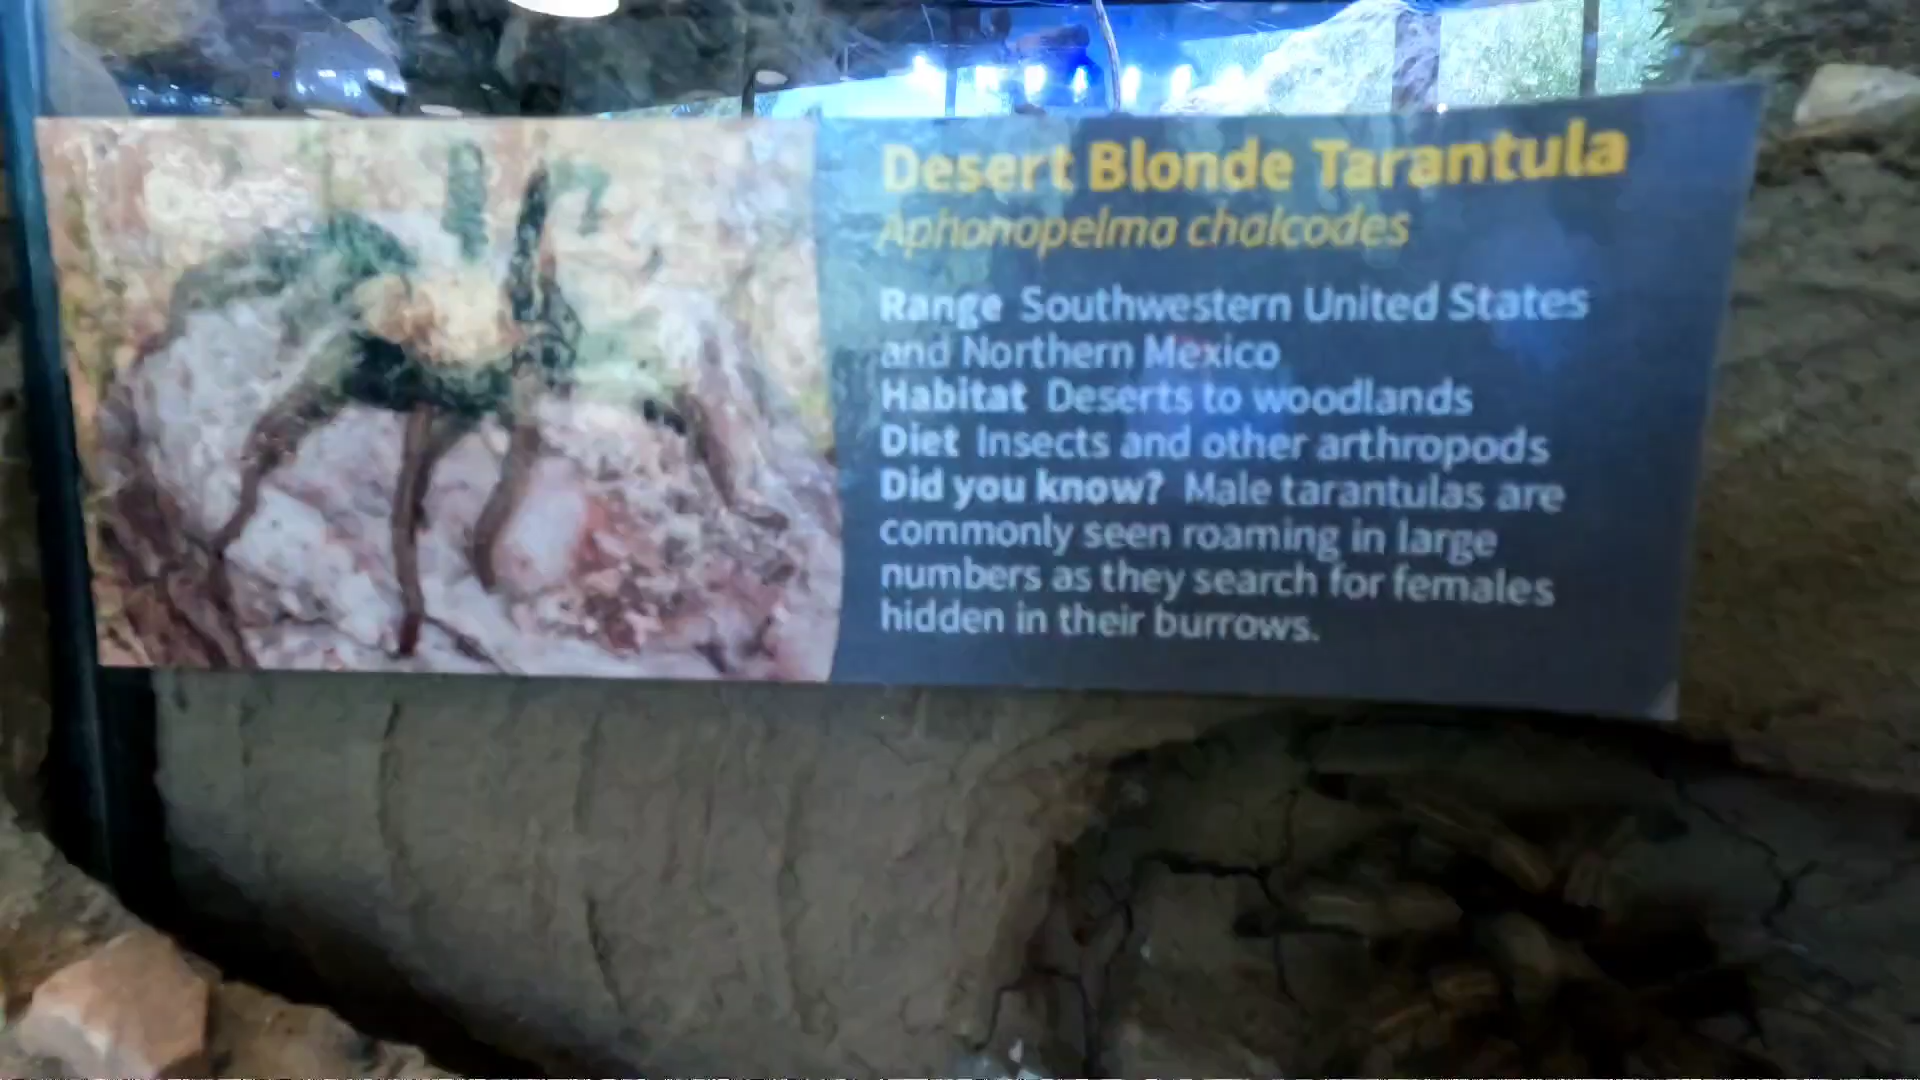 Desert Blonde Tarantula
Aphonopelma chalcodes
Range Southwestern United States
and Northern Mexico
Habitat Deserts to woodlands
Diet Insects and other arthropods
Did you know? Male tarantulas are
commonly seen roaming in large
numbers as they search for females
hidden in their burrows.